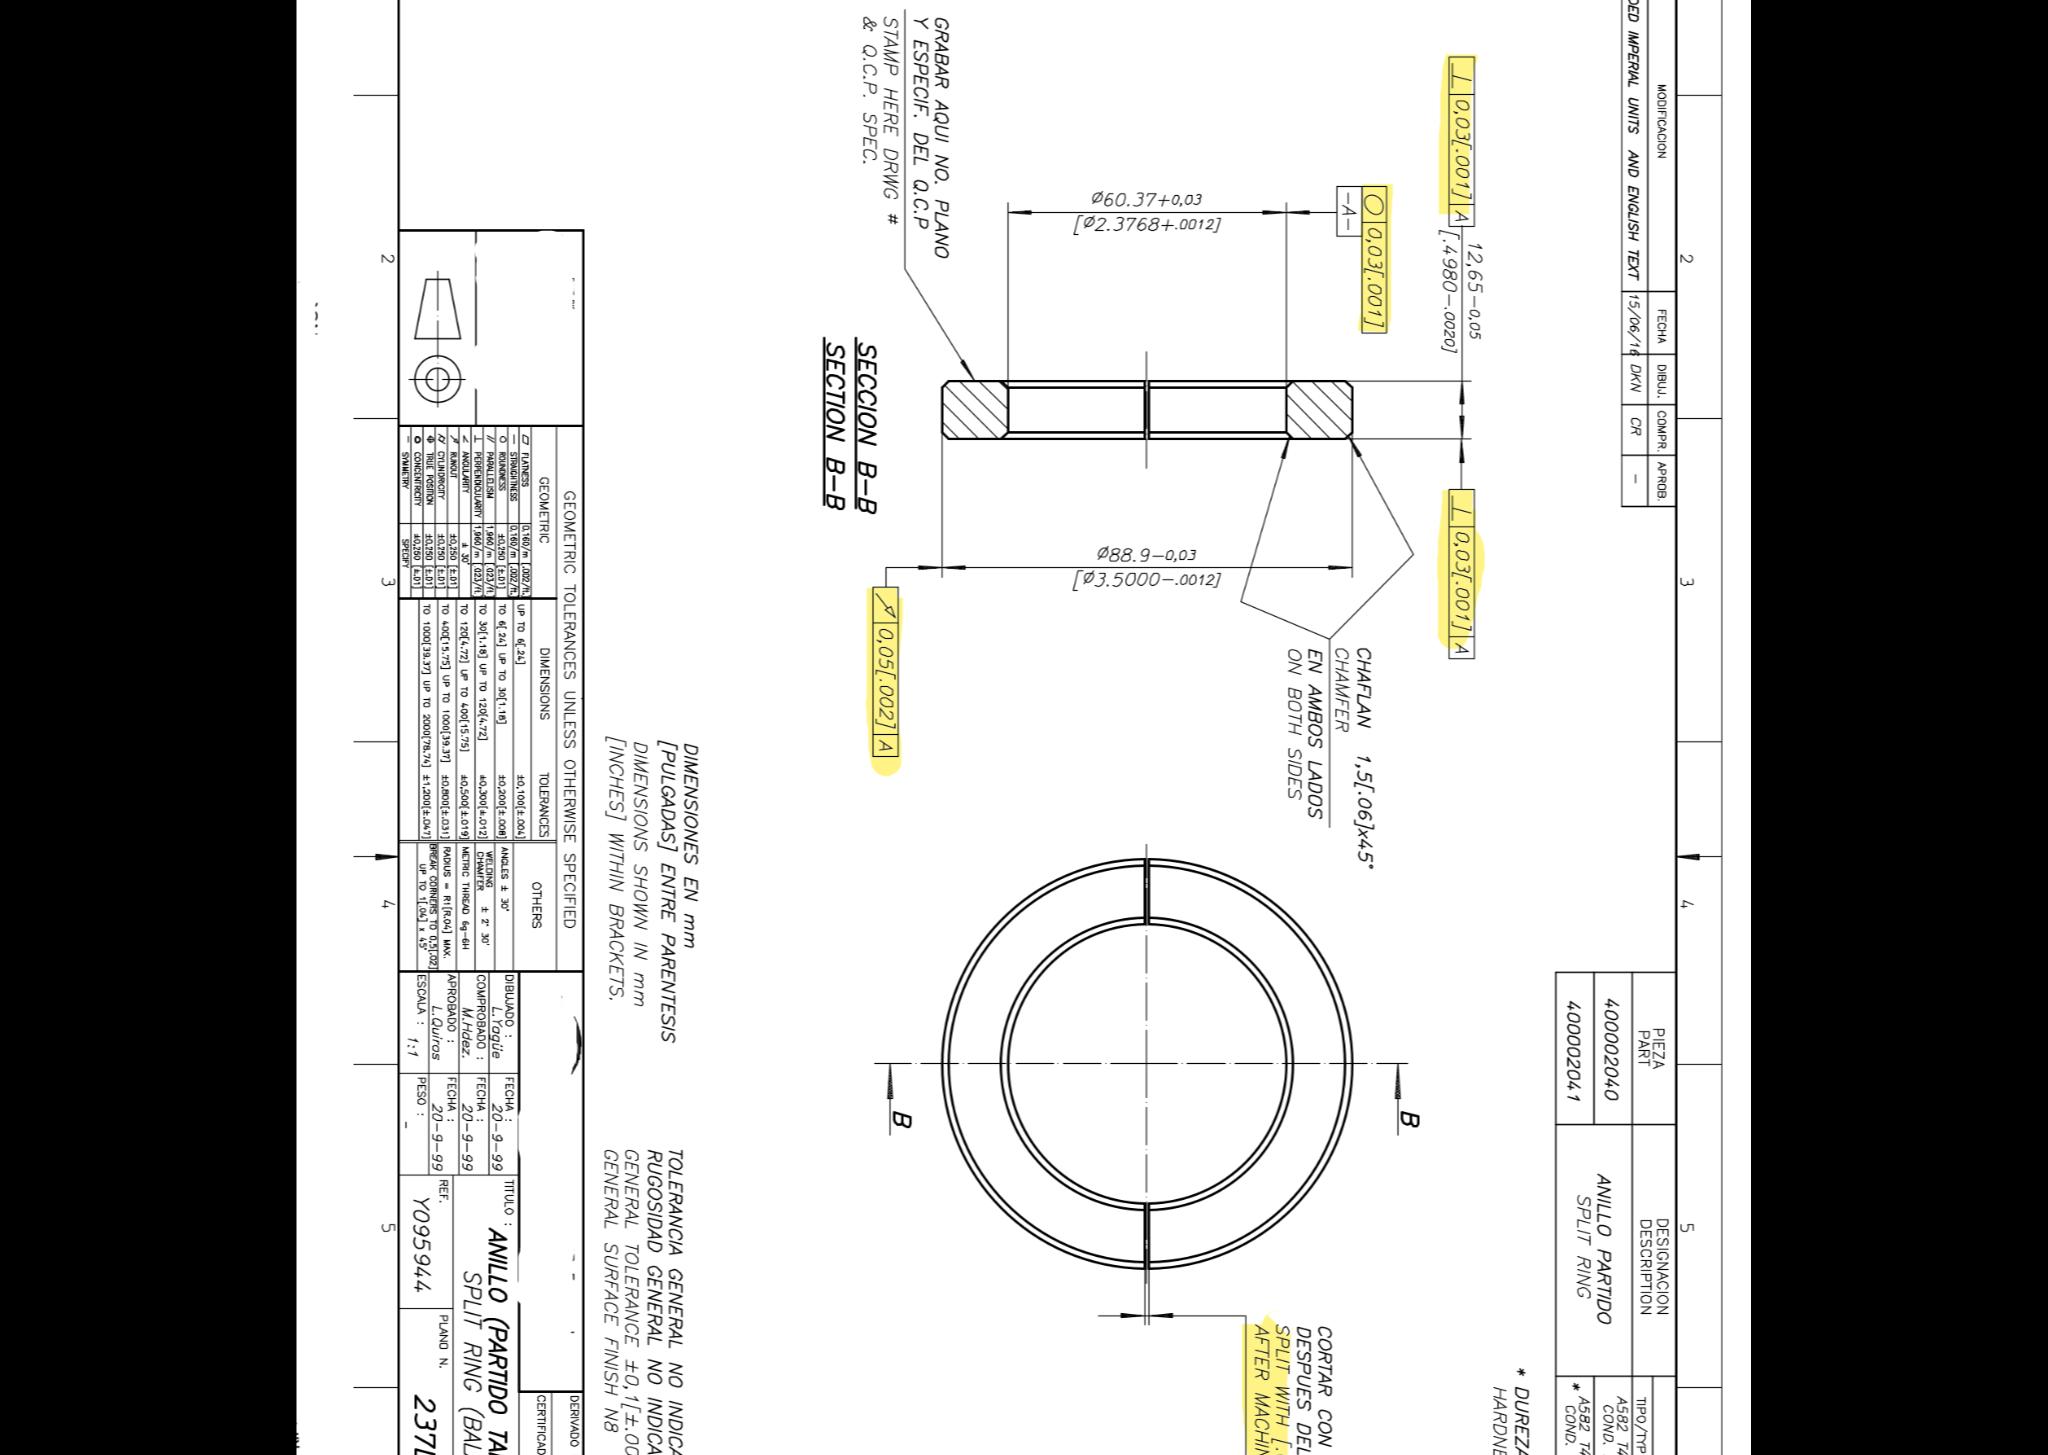 DED IMPERIAL UNITS AND ENGLISH TEXT
15/06/16
DKN
CR
-
MODIFICACION
FECHA
DIBUJ.
COMPR.
APROB.
2
3
4
5
⊥ 0,03[.001] A
12,65-0,05
[.4980-.0020]
⊥ 0,03[.001] A
○ 0,03[.001]
-A-
Ø60.37+0,03
[Ø2.3768+.0012]
GRABAR AQUI NO. PLANO
Y ESPECIF. DEL Q.C.P
STAMP HERE DRWG #
& Q.C.P. SPEC.
SECCION B-B
SECTION B-B
Ø88.9-0,03
[Ø3.5000-.0012]
0,05[.002] A
CHAFLAN 1,5[.06]x45°
CHAMFER
EN AMBOS LADOS
ON BOTH SIDES
B
B
PIEZA
PART
DESIGNACION
DESCRIPTION
400002040
400002041
ANILLO PARTIDO
SPLIT RING
TIPO/TYP
A582 T4
COND.
* A582 T4
COND.
* DUREZA
HARDNE
CORTAR CON
DESPUES DEL
SPLIT WITH [.
AFTER MACHIN
DIMENSIONES EN mm
[PULGADAS] ENTRE PARENTESIS
DIMENSIONS SHOWN IN mm
[INCHES] WITHIN BRACKETS.
TOLERANCIA GENERAL NO INDICA
RUGOSIDAD GENERAL NO INDICA
GENERAL TOLERANCE ±0,1[±.00
GENERAL SURFACE FINISH N8
GEOMETRIC TOLERANCES UNLESS OTHERWISE SPECIFIED
GEOMETRIC
DIMENSIONS
TOLERANCES
OTHERS
FLATNESS 0,160/m [.002/ft.]
STRAIGHTNESS 0,160/m [.002/ft.]
ROUNDNESS ±0,250 [±.01]
PARALLELISM 1,960/m [.023/ft.]
PERPENDICULARITY 1,960/m [.023/ft.]
ANGULARITY ± 30'
RUNOUT ±0,250 [±.01]
CYLINDRICITY ±0,250 [±.01]
TRUE POSITION ±0,250 [±.01]
CONCENTRICITY ±0,250 [±.01]
SYMMETRY SPECIFY
UP TO 6[.24] ±0,100[±.004]
TO 6[.24] UP TO 30[1.18] ±0,200[±.008]
TO 30[1.18] UP TO 120[4.72] ±0,300[±.012]
TO 120[4.72] UP TO 400[15.75] ±0,500[±.019]
TO 400[15.75] UP TO 1000[39.37] ±0,800[±.031]
TO 1000[39.37] UP TO 2000[78.74] ±1,200[±.047]
ANGLES ± 30'
WELDING
CHAMFER ± 2° 30'
METRIC THREAD 6g-6H
RADIUS = R1[R.04] MAX.
BREAK CORNERS TO 0,5[.02]
UP TO 1[.04] x 45°
DIBUJADO :
L.Yagüe
FECHA :
20-9-99
COMPROBADO :
M.Hdez.
FECHA :
20-9-99
APROBADO :
L.Quiros
FECHA :
20-9-99
ESCALA : 1:1
PESO : -
TITULO :
ANILLO (PARTIDO TA
SPLIT RING (BAL
REF.
Y095944
PLANO N.
237L
DERIVADO
CERTIFICAD
2
3
4
5